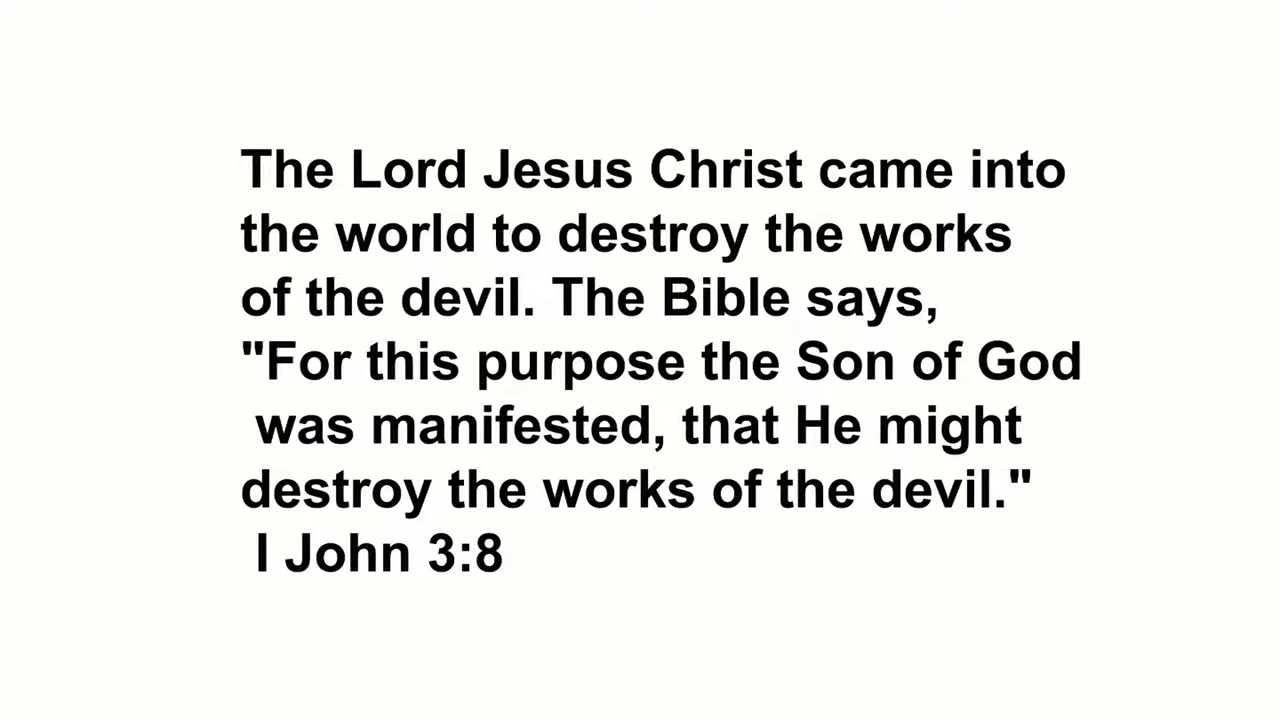 The Lord Jesus Christ came into
the world to destroy the works
of the devil. The Bible says,
"For this purpose the Son of God
was manifested, that He might
destroy the works of the devil."
I John 3:8